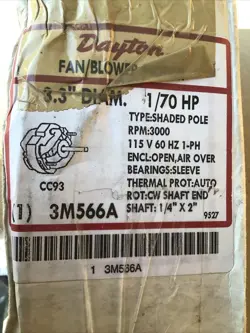 Dayton
FAN/BLOWER
3.3" DIAM. 1/70 HP
TYPE:SHADED POLE
RPM:3000
115 V 60 HZ 1-PH
ENCL:OPEN,AIR OVER
BEARINGS:SLEEVE
THERMAL PROT:AUTO
ROT:CW SHAFT END
SHAFT: 1/4" X 2"
CC93
(1) 3M566A
9527
1 3M566A